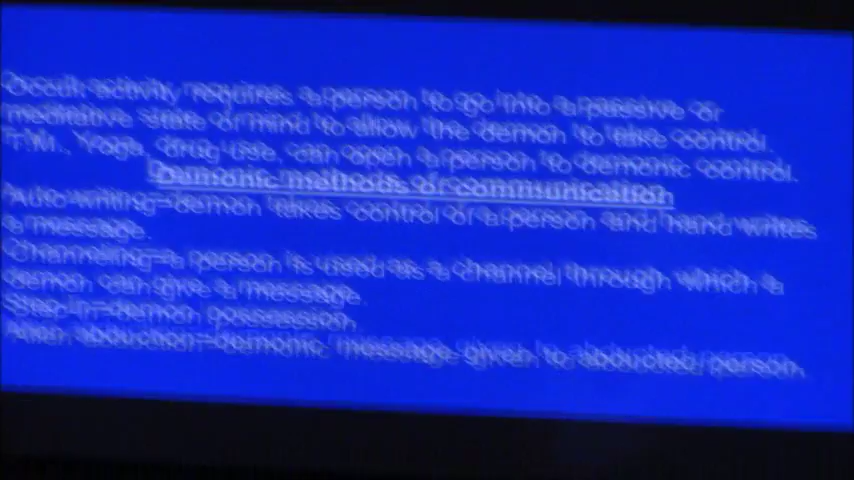 Occult activity requires a person to go into a passive or
meditative state of mind to allow the demon to take control.
T.M., Yoga, drug use, can open a person to demonic control.
Demonic methods of communication
Auto-writing=demon takes control of a person and hand writes
a message.
Channeling=a person is used as a channel through which a
demon can give a message.
Step-In=demon possession.
Alien abduction=demonic message given to abducted person.